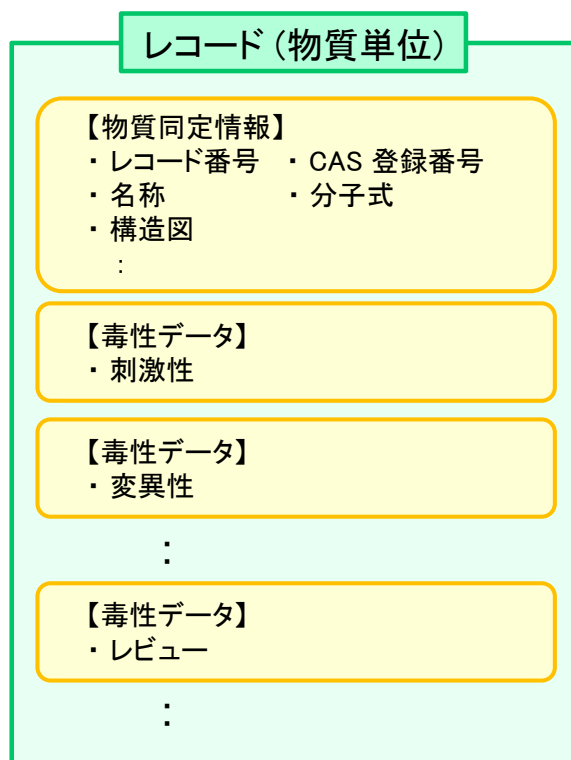 レコード（物質単位）
【物質同定情報】
・ レコード番号 ・ CAS 登録番号
・ 名称 ・ 分子式
・ 構造図
：
【毒性データ】
・ 刺激性
【毒性データ】
・ 変異性
：
【毒性データ】
・ レビュー
：